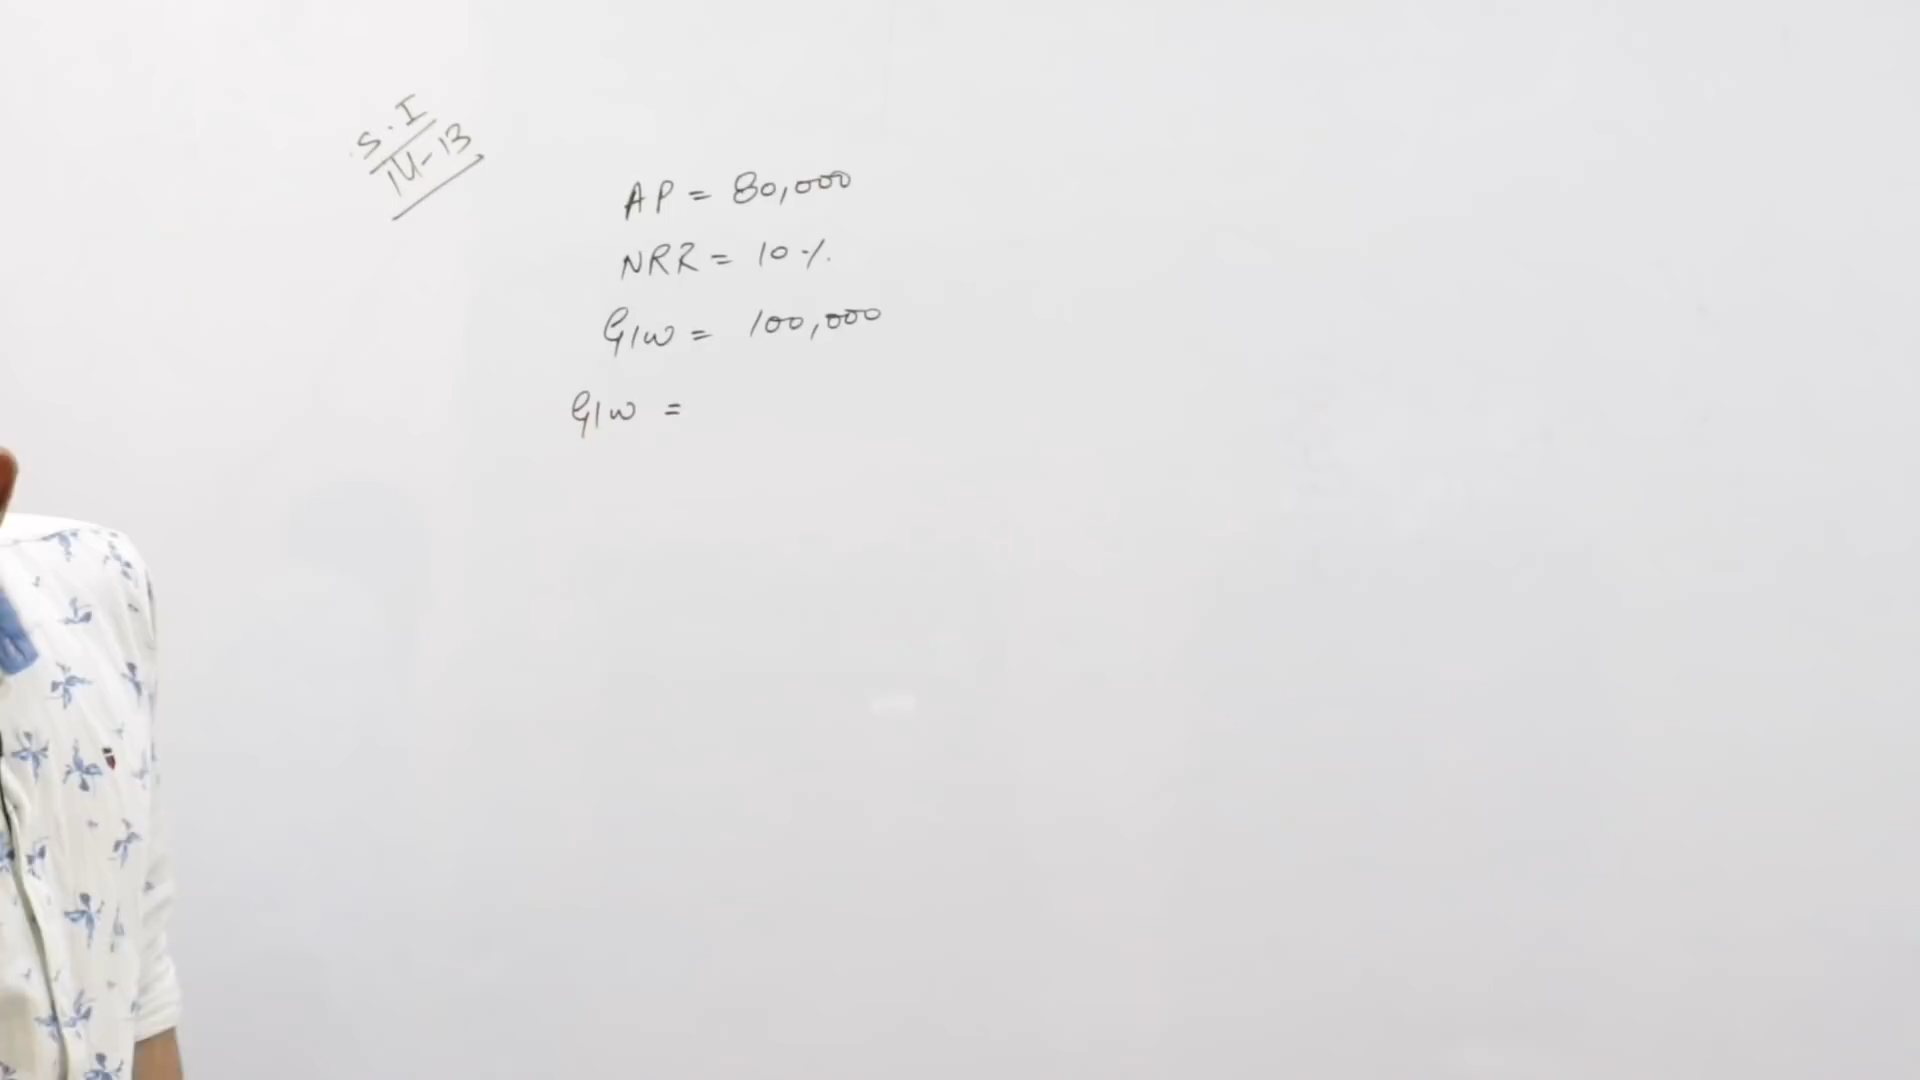 S.I
14-13
AP = 80,000
NRR = 10%.
G/w = 100,000
G/w =